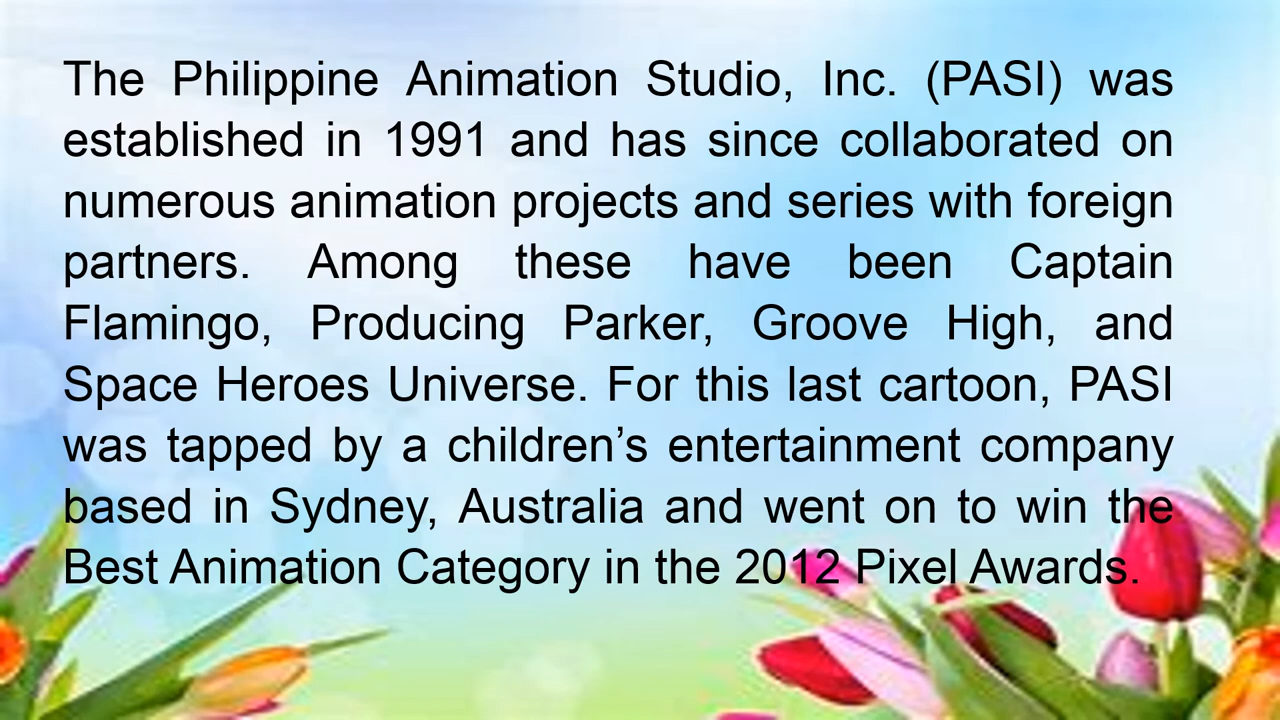 The Philippine Animation Studio, Inc. (PASI) was
established in 1991 and has since collaborated on
numerous animation projects and series with foreign
partners. Among these have been Captain
Flamingo, Producing Parker, Groove High, and
Space Heroes Universe. For this last cartoon, PASI
was tapped by a children’s entertainment company
based in Sydney, Australia and went on to win the
Best Animation Category in the 2012 Pixel Awards.